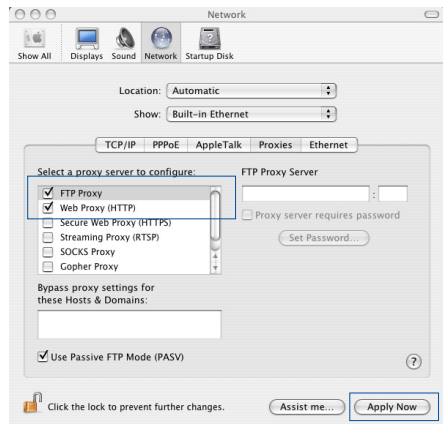 Network
Show All Displays Sound Network Startup Disk
Location: Automatic
Show: Built-in Ethernet
TCP/IP PPPoE AppleTalk Proxies Ethernet
Select a proxy server to configure: FTP Proxy Server
FTP Proxy
:
Web Proxy (HTTP)
Proxy server requires password
Secure Web Proxy (HTTPS)
Streaming Proxy (RTSP)
Set Password...
SOCKS Proxy
Gopher Proxy
Bypass proxy settings for
these Hosts & Domains:
Use Passive FTP Mode (PASV)
?
Click the lock to prevent further changes. Assist me... Apply Now